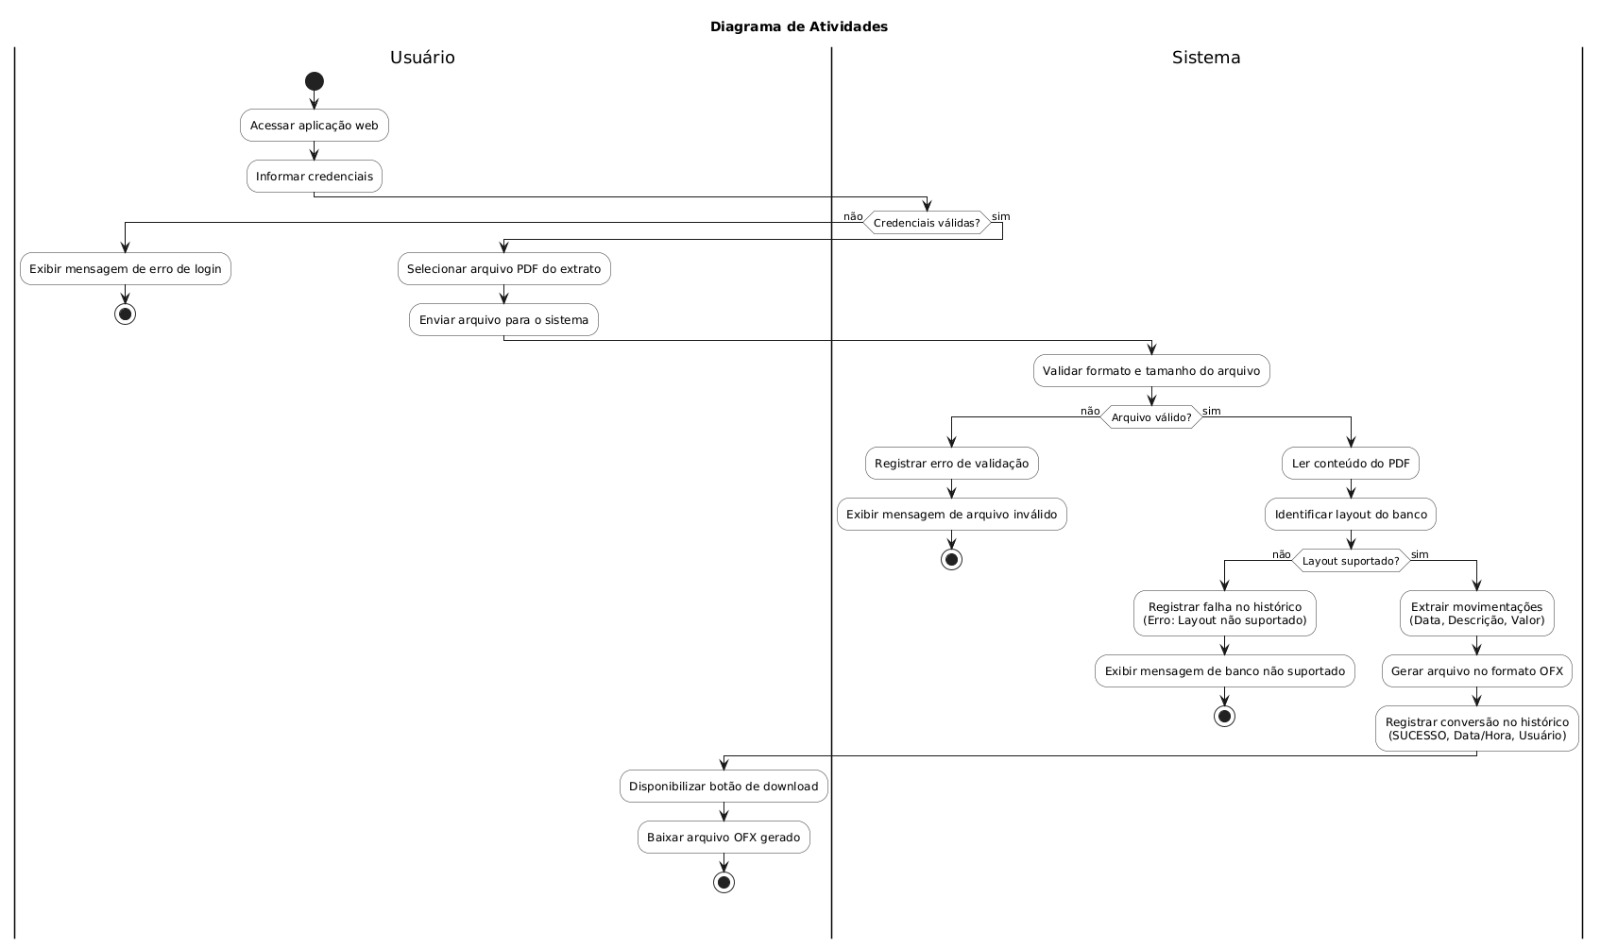 Diagrama de Atividades
Usuário
Sistema
Acessar aplicação web
Informar credenciais
não
Credenciais válidas?
sim
Exibir mensagem de erro de login
Selecionar arquivo PDF do extrato
Enviar arquivo para o sistema
Validar formato e tamanho do arquivo
não
Arquivo válido?
sim
Registrar erro de validação
Ler conteúdo do PDF
Exibir mensagem de arquivo inválido
Identificar layout do banco
não
Layout suportado?
sim
Registrar falha no histórico
(Erro: Layout não suportado)
Extrair movimentações
(Data, Descrição, Valor)
Exibir mensagem de banco não suportado
Gerar arquivo no formato OFX
Registrar conversão no histórico
(SUCESSO, Data/Hora, Usuário)
Disponibilizar botão de download
Baixar arquivo OFX gerado